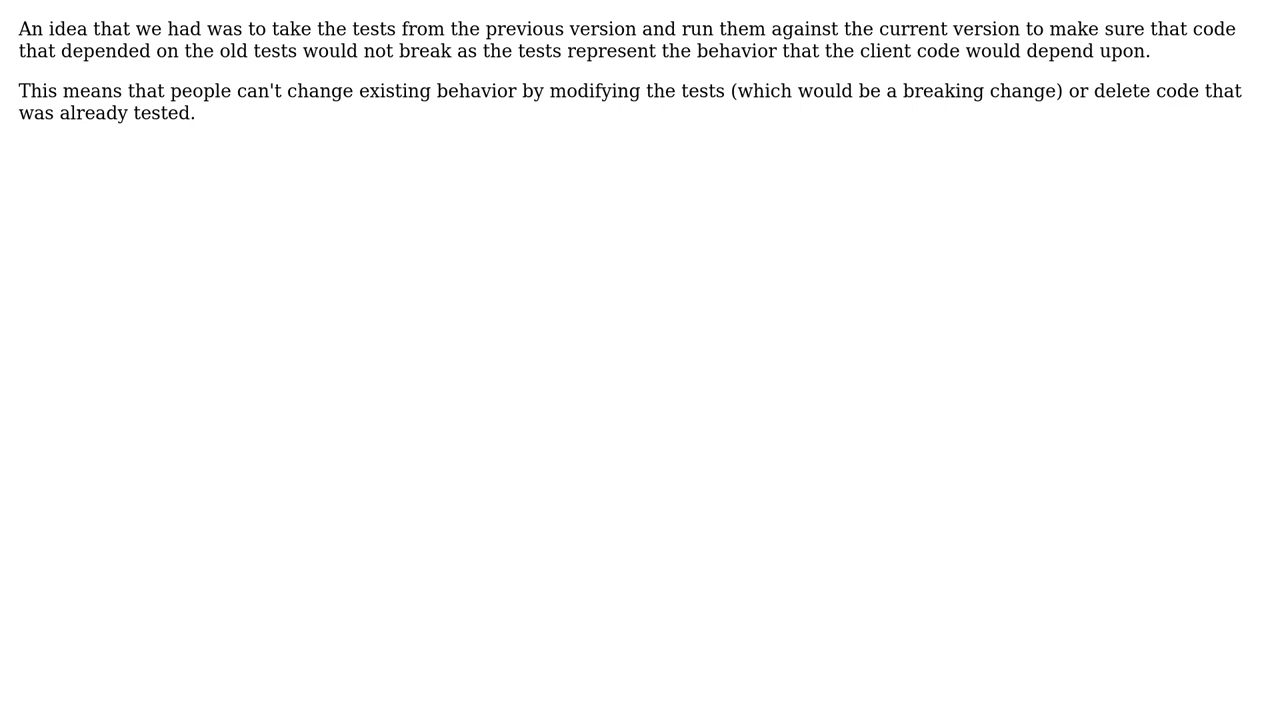 An idea that we had was to take the tests from the previous version and run them against the current version to make sure that code
that depended on the old tests would not break as the tests represent the behavior that the client code would depend upon.
This means that people can't change existing behavior by modifying the tests (which would be a breaking change) or delete code that
was already tested.